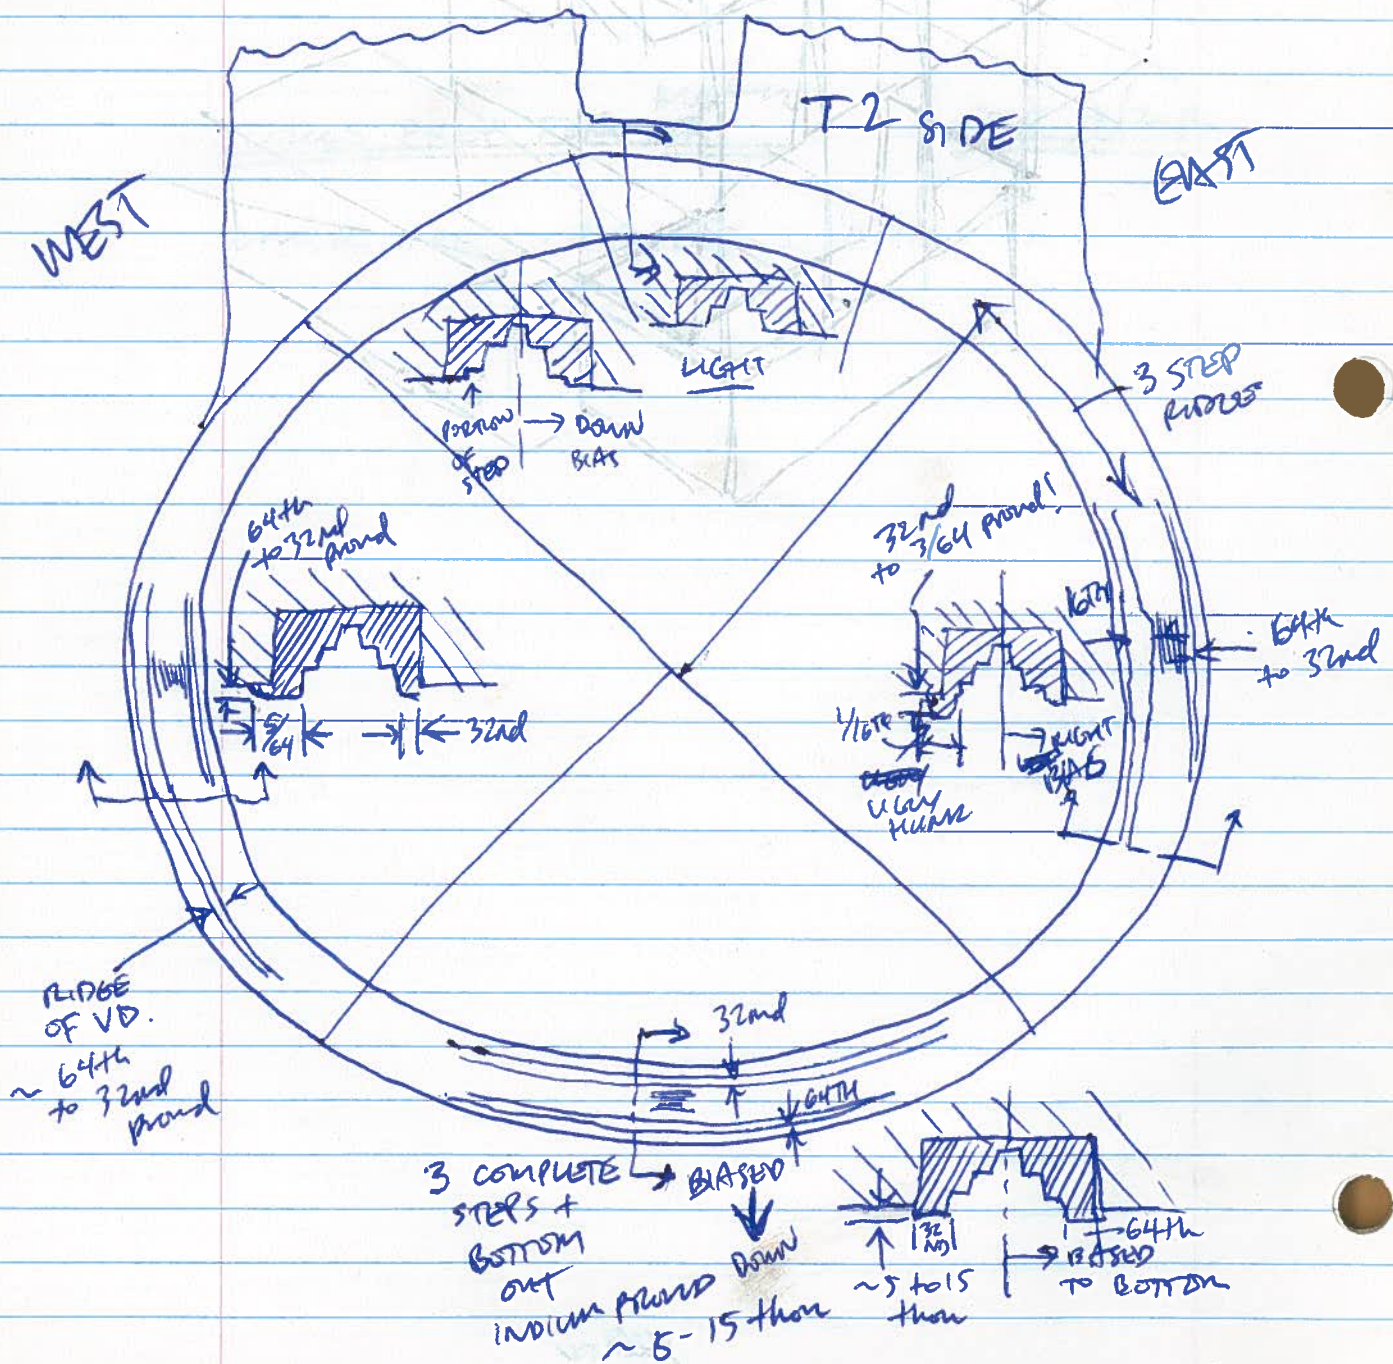 T2 SIDE
WEST
EAST
LIGHT
3 STEP
RIDGE
PORTION
OF
STEP
DOWN
BIAS
64th
to 32nd
proud
32nd
to 3/64 proud!
16TH
64th
to 32nd
5/64
32nd
1/16TH
RIGHT
BIAS
UGLY
HUNK
RIDGE
OF VD.
~ 64th
to 32nd
proud
32nd
64TH
3 COMPLETE
STEPS +
BOTTOM
OUT
BIASED
DOWN
INDIUM PROUD
~ 5-15 thou
32
ND
~5 to 15
thou
64th
BIASED
TO BOTTOM